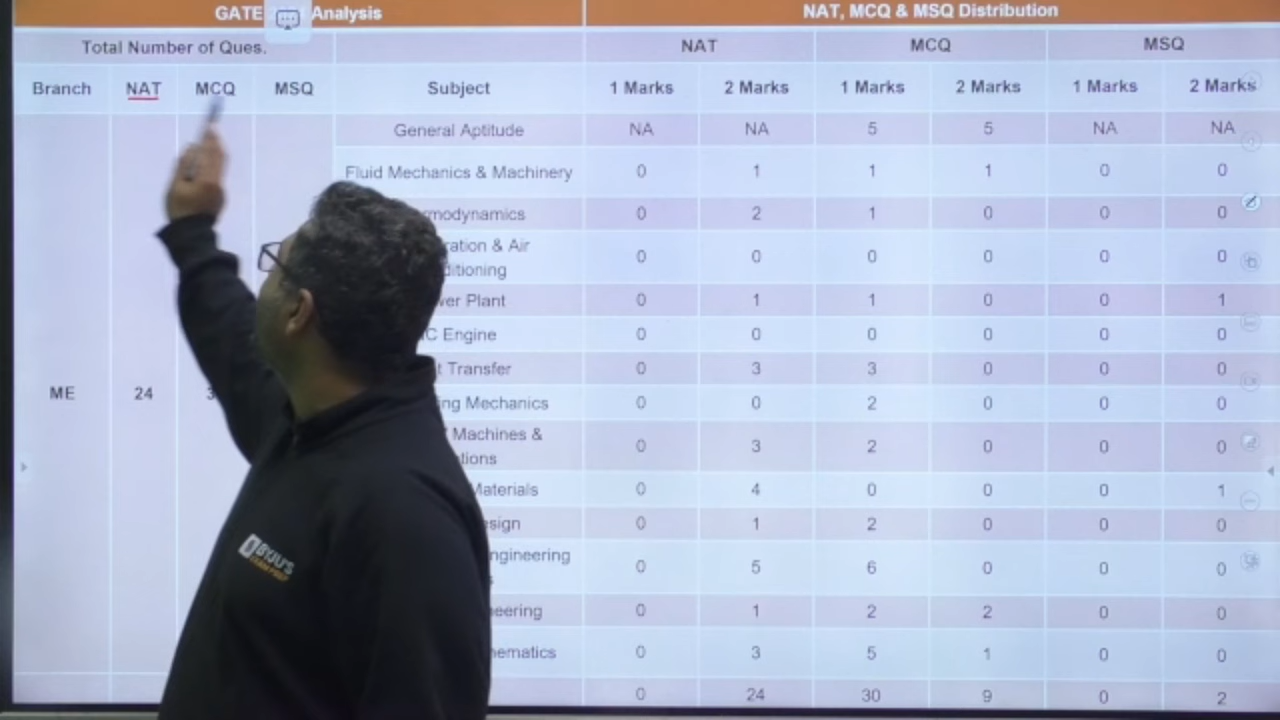 GATE Analysis NAT, MCQ & MSQ Distribution
Total Number of Ques. NAT MCQ MSQ
Branch NAT MCQ MSQ Subject 1 Marks 2 Marks 1 Marks 2 Marks 1 Marks 2 Marks
General Aptitude NA NA 5 5 NA NA
Fluid Mechanics & Machinery 0 1 1 1 0 0
rmodynamics 0 2 1 0 0 0
ration & Air
ditioning 0 0 0 0 0 0
wer Plant 0 1 1 0 0 1
C Engine 0 0 0 0 0 0
t Transfer 0 3 3 0 0 0
ME 24 3 ing Mechanics 0 0 2 0 0 0
Machines &
tions 0 3 2 0 0 0
Materials 0 4 0 0 0 1
sign 0 1 2 0 0 0
ngineering
s 0 5 6 0 0 0
eering 0 1 2 2 0 0
hematics 0 3 5 1 0 0
0 24 30 9 0 2
BYJU'S
EXAM PREP